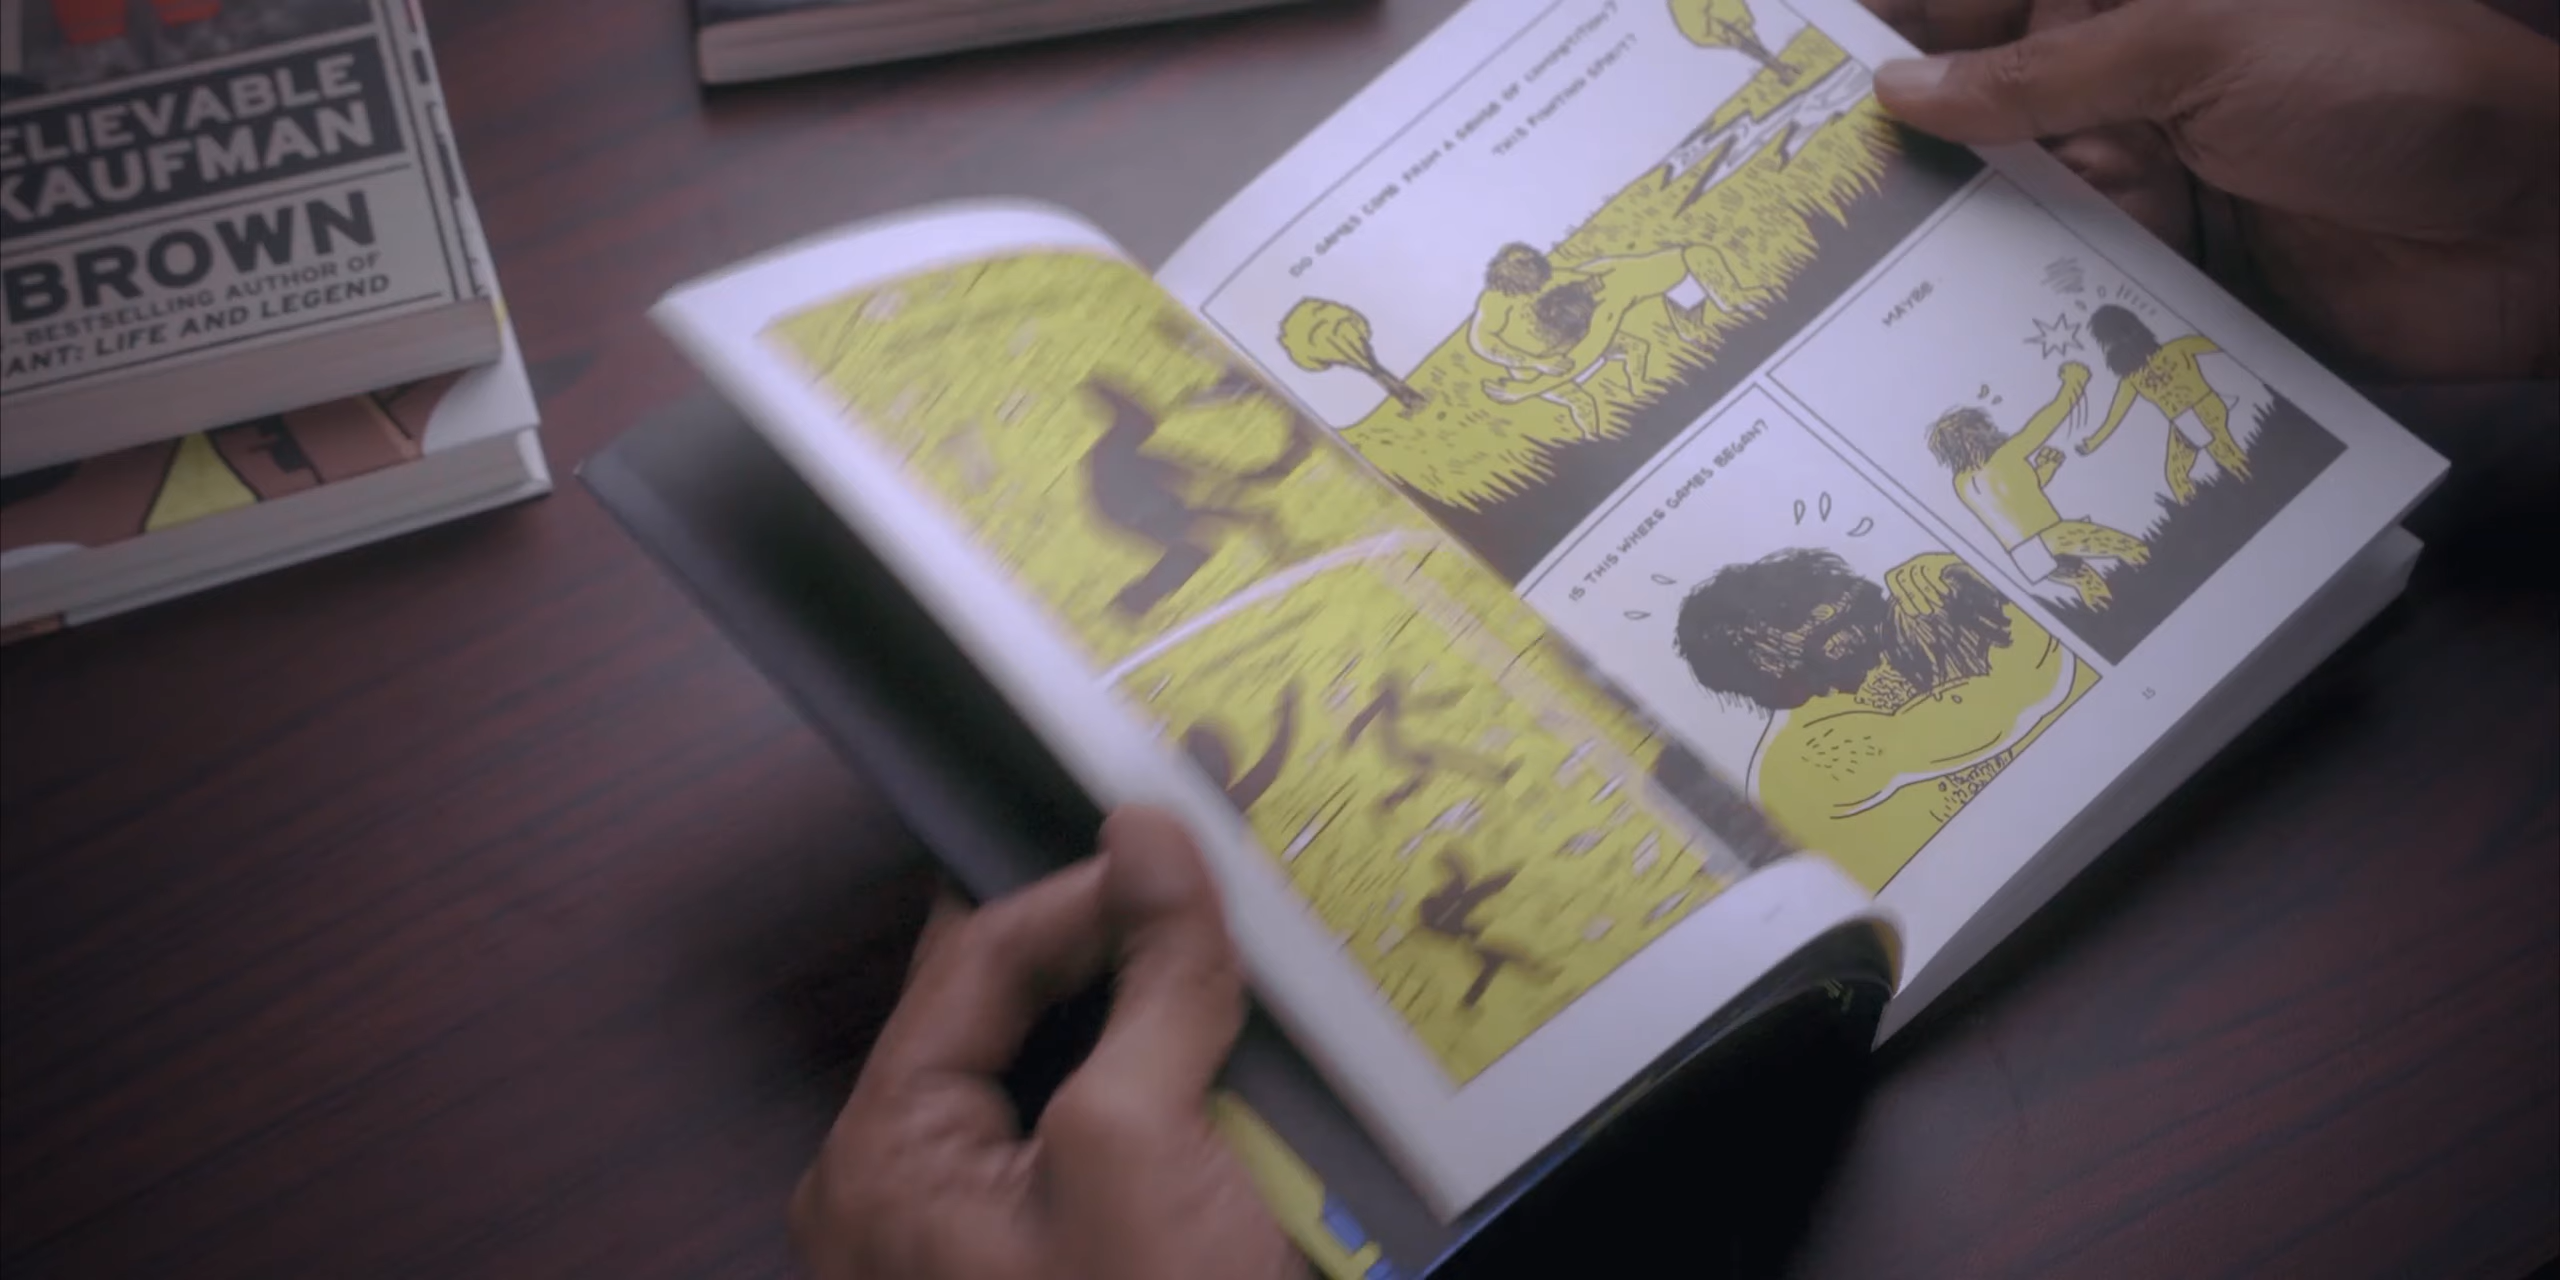 ELIEVABLE
KAUFMAN
BROWN
-BESTSELLING AUTHOR OF
ANT: LIFE AND LEGEND
DO GAMES COME FROM A SENSE OF COMPETITION?
THIS FIGHTING SPIRIT?
MAYBE.
IS THIS WHERE GAMES BEGAN?
15